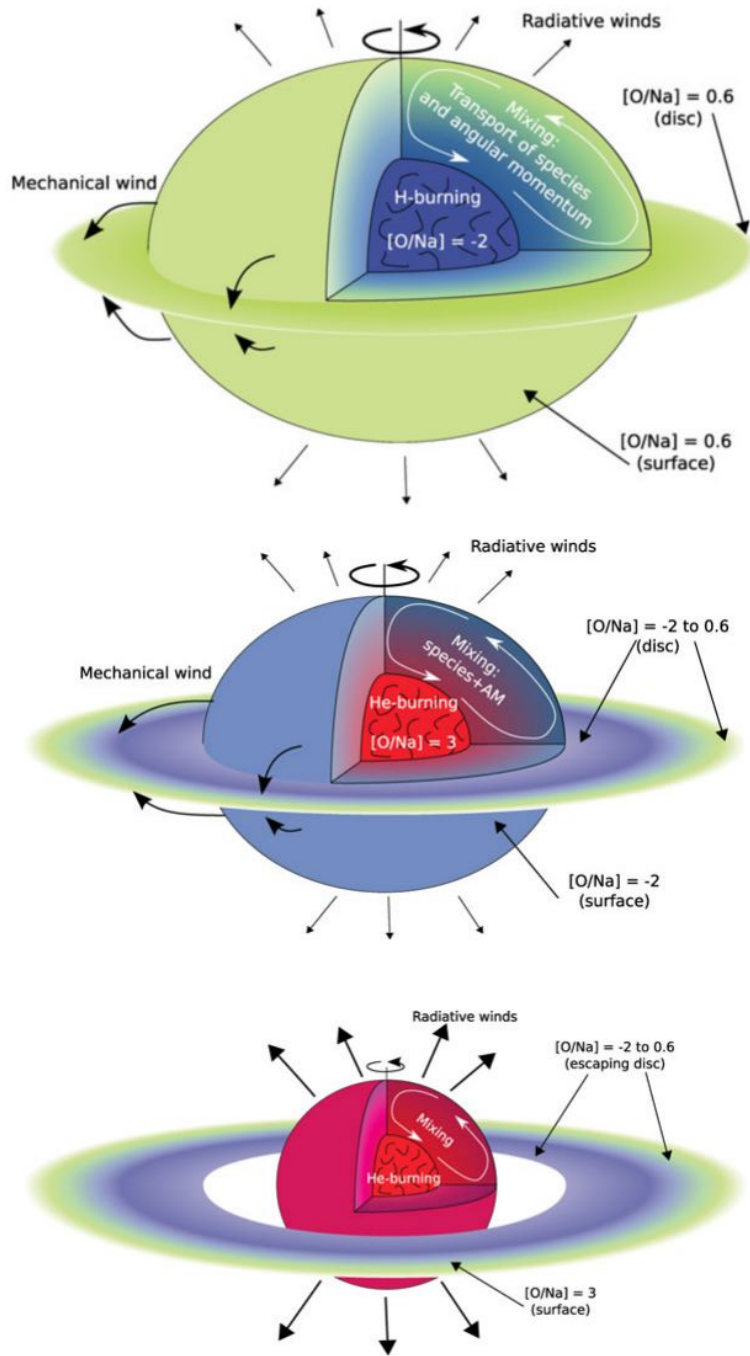 Radiative winds
[O/Na] = 0.6
(disc)
Mixing:
Transport of species
and angular momentum
Mechanical wind
H-burning
[O/Na] = -2
[O/Na] = 0.6
(surface)
Radiative winds
[O/Na] = -2 to 0.6
(disc)
Mixing:
species+AM
Mechanical wind
He-burning
[O/Na] = 3
[O/Na] = -2
(surface)
Radiative winds
[O/Na] = -2 to 0.6
(escaping disc)
Mixing
He-burning
[O/Na] = 3
(surface)